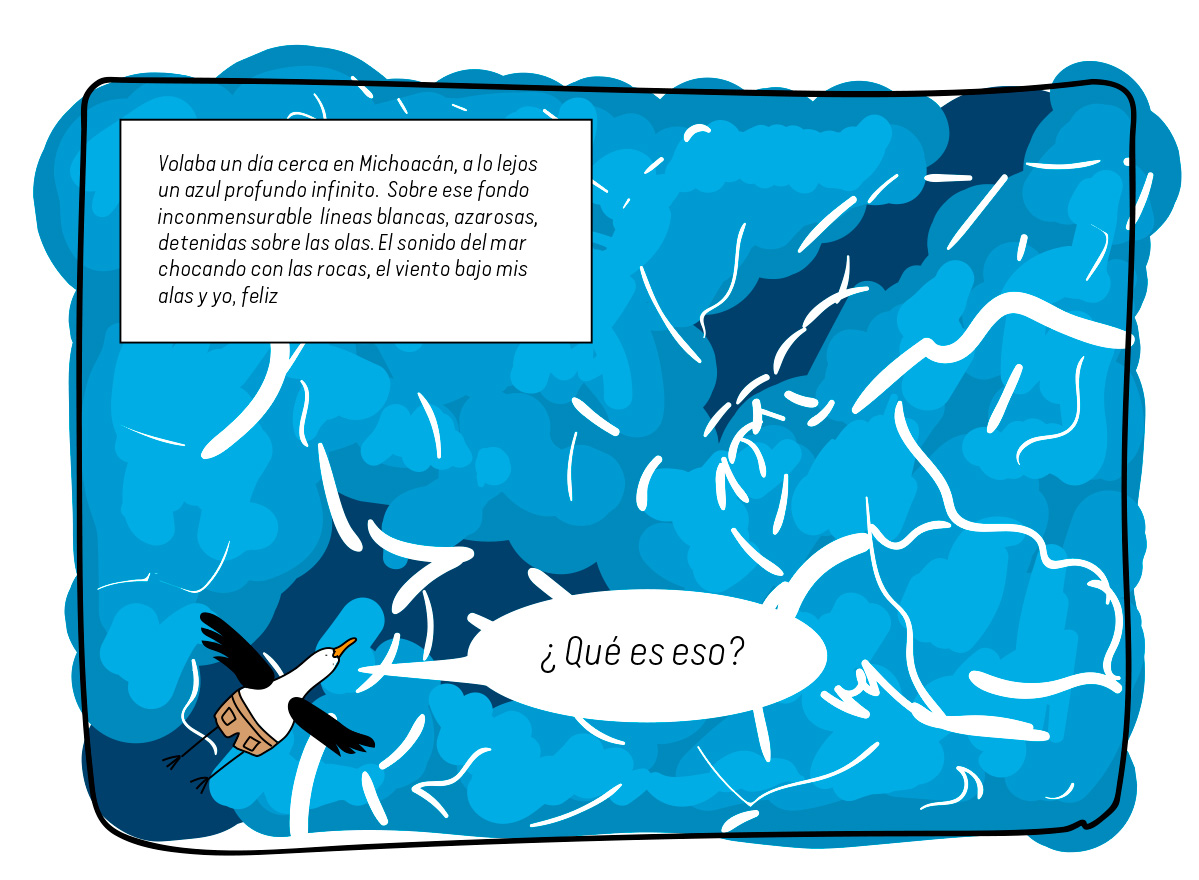 Volaba un día cerca en Michoacán, a lo lejos
un azul profundo infinito. Sobre ese fondo
inconmensurable líneas blancas, azarosas,
detenidas sobre las olas. El sonido del mar
chocando con las rocas, el viento bajo mis
alas y yo, feliz
¿Qué es eso?